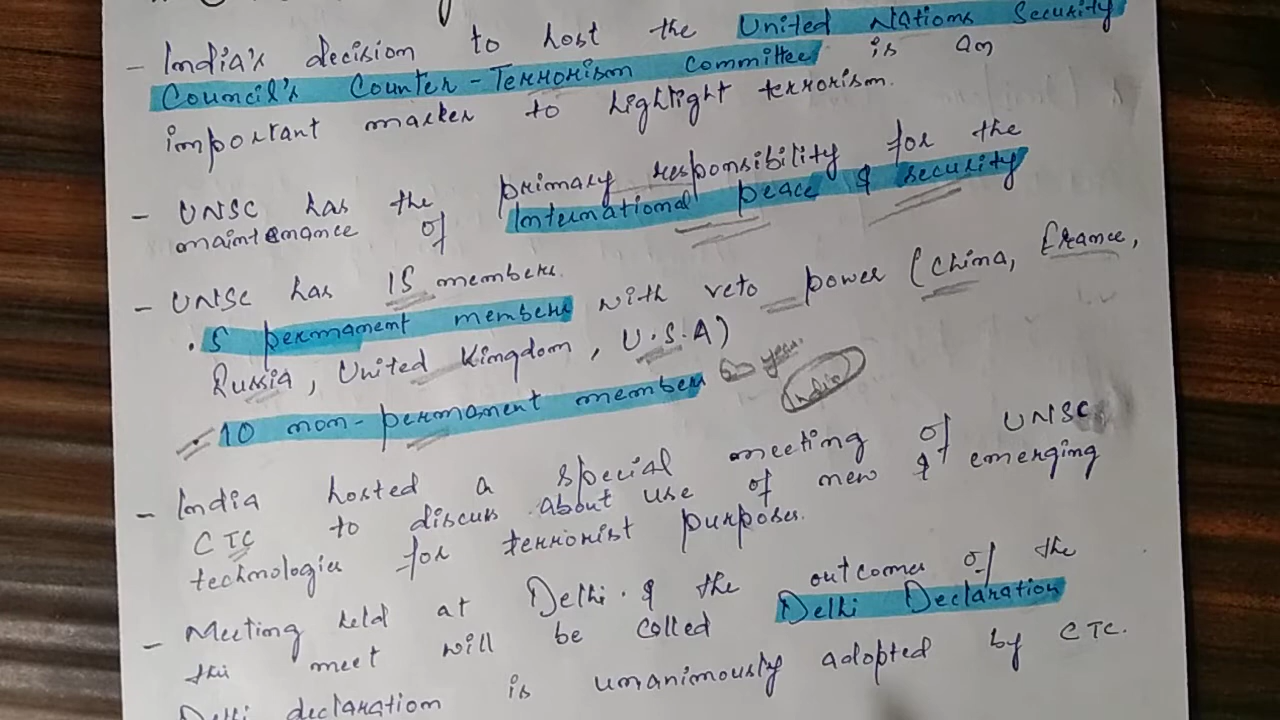 - India's decision to host the United Nations Security
Council's Counter-Terrorism Committee is an
important marker to highlight terrorism.
- UNSC has the primary responsibility for the
maintenance of International peace & security
- UNSC has 15 members.
. 5 permanent members with veto power (China, France,
Russia, United Kingdom, U.S.A)
. 10 non-permanent members year.
India
- India hosted a special meeting of UNSC
CTC to discuss about use of new & emerging
technologies for terrorist purposes.
- Meeting held at Delhi. & the outcomes of the
this meet will be called Delhi Declaration
Delhi declaration is unanimously adopted by CTC.